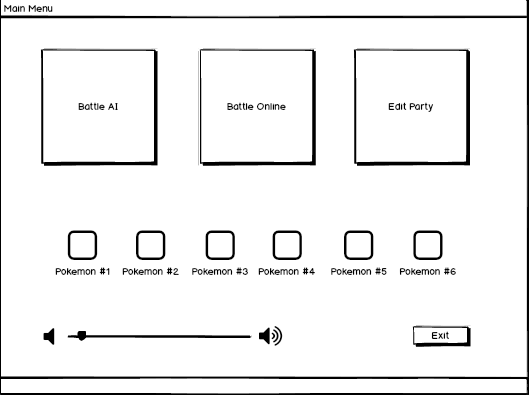 Main Menu
Battle AI
Battle Online
Edit Party
Pokemon #1
Pokemon #2
Pokemon #3
Pokemon #4
Pokemon #5
Pokemon #6
Exit